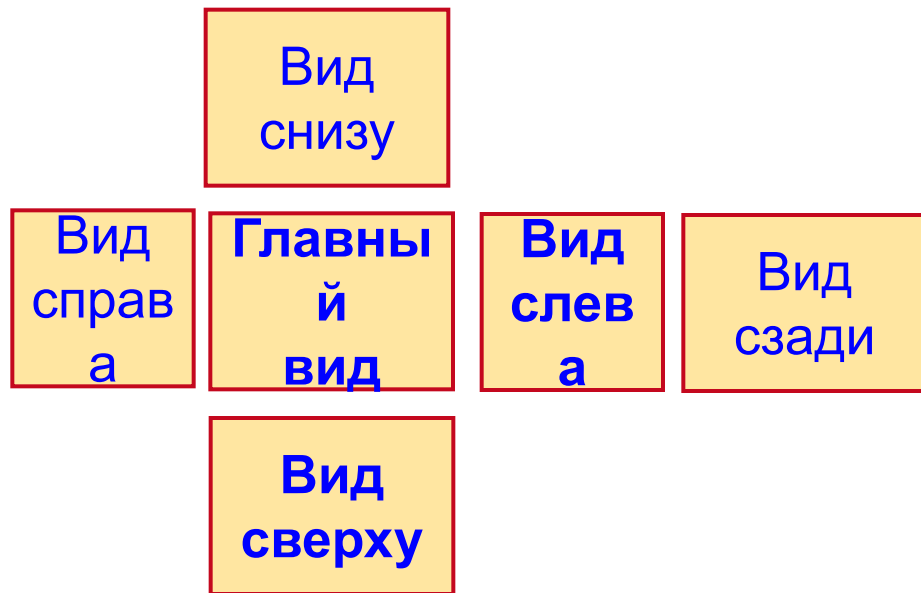 Вид
снизу
Вид
справ
а
Главны
й
вид
Вид
слев
а
Вид
сзади
Вид
сверху